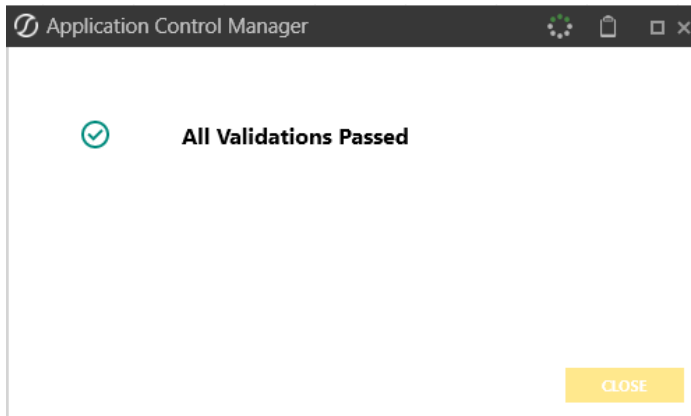 Application Control Manager
All Validations Passed
CLOSE